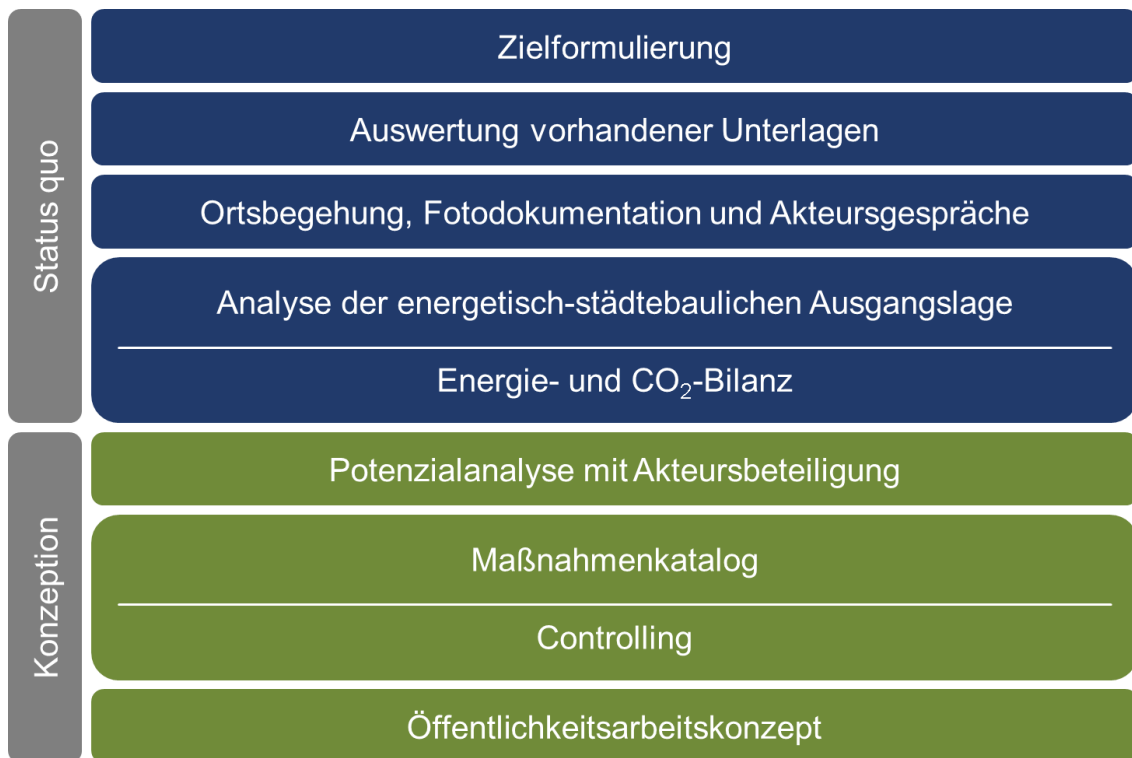 Status quo
Zielformulierung
Auswertung vorhandener Unterlagen
Ortsbegehung, Fotodokumentation und Akteursgespräche
Analyse der energetisch-städtebaulichen Ausgangslage
Energie- und CO₂-Bilanz
Konzeption
Potenzialanalyse mit Akteursbeteiligung
Maßnahmenkatalog
Controlling
Öffentlichkeitsarbeitskonzept